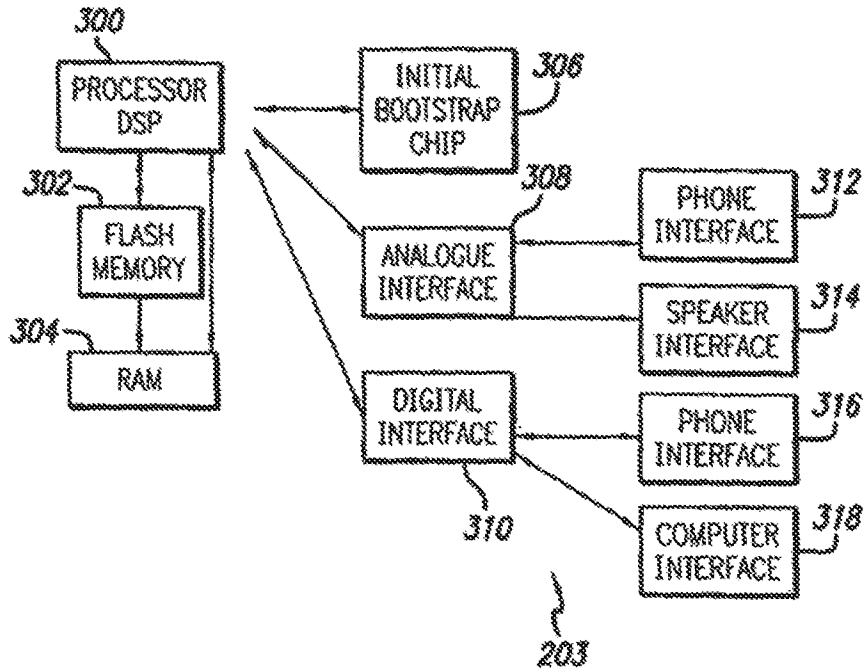 300
PROCESSOR
DSP
302
FLASH
MEMORY
304
RAM
INITIAL
BOOTSTRAP
CHIP
306
308
ANALOGUE
INTERFACE
DIGITAL
INTERFACE
310
PHONE
INTERFACE
312
SPEAKER
INTERFACE
314
PHONE
INTERFACE
316
COMPUTER
INTERFACE
318
203